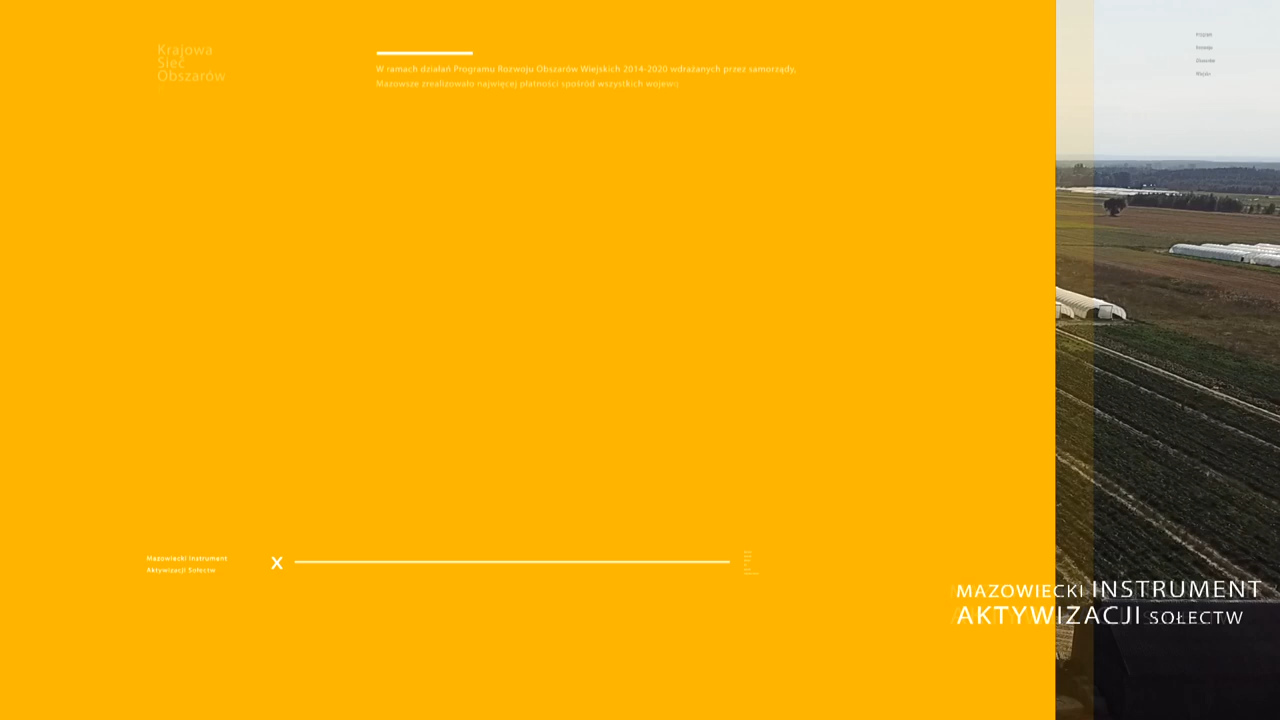 Krajowa
Sieć
Obszarów
W ramach działań Programu Rozwoju Obszarów Wiejskich 2014-2020 wdrażanych przez samorządy,
Mazowsze zrealizowało najwięcej płatności spośród wszystkich
Mazowiecki Instrument
Aktywizacji Sołectw
X
MAZOWIECKI INSTRUMENT
AKTYWIZACJI SOŁECTW